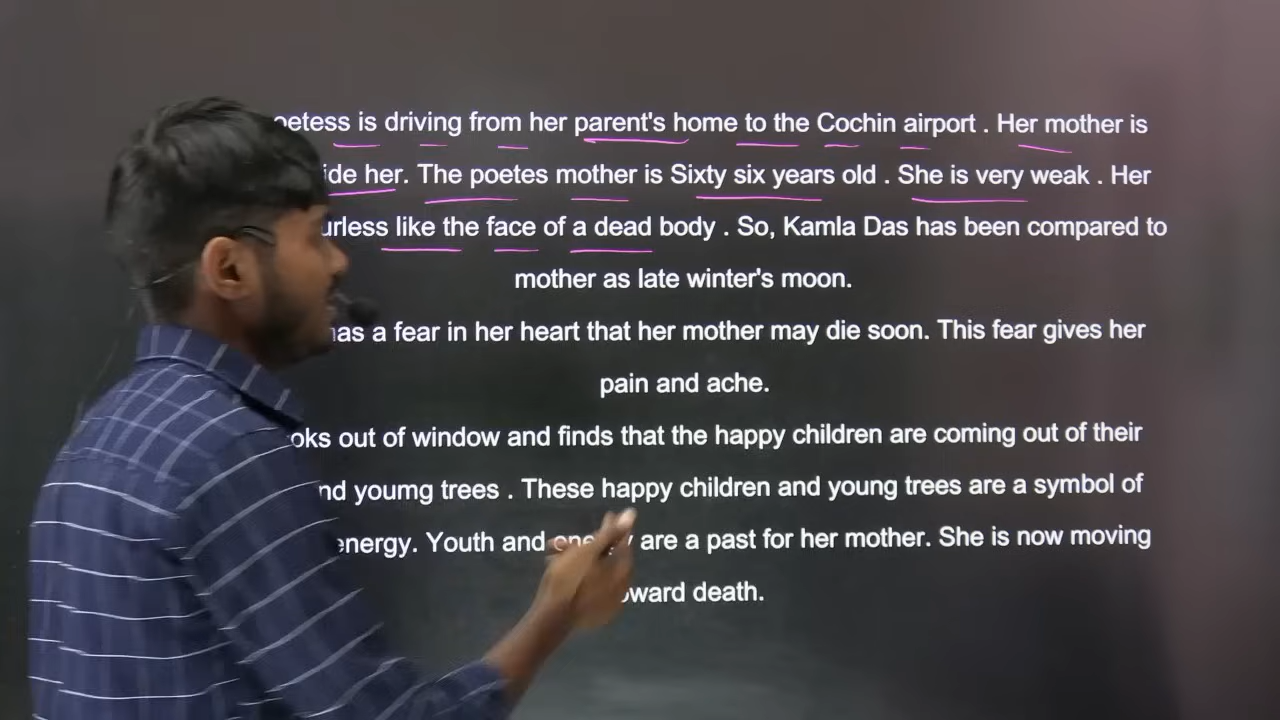 oetess is driving from her parent's home to the Cochin airport . Her mother is
ide her. The poetes mother is Sixty six years old . She is very weak . Her
urless like the face of a dead body . So, Kamla Das has been compared to
mother as late winter's moon.
has a fear in her heart that her mother may die soon. This fear gives her
pain and ache.
oks out of window and finds that the happy children are coming out of their
nd youmg trees . These happy children and young trees are a symbol of
energy. Youth and energy are a past for her mother. She is now moving
oward death.